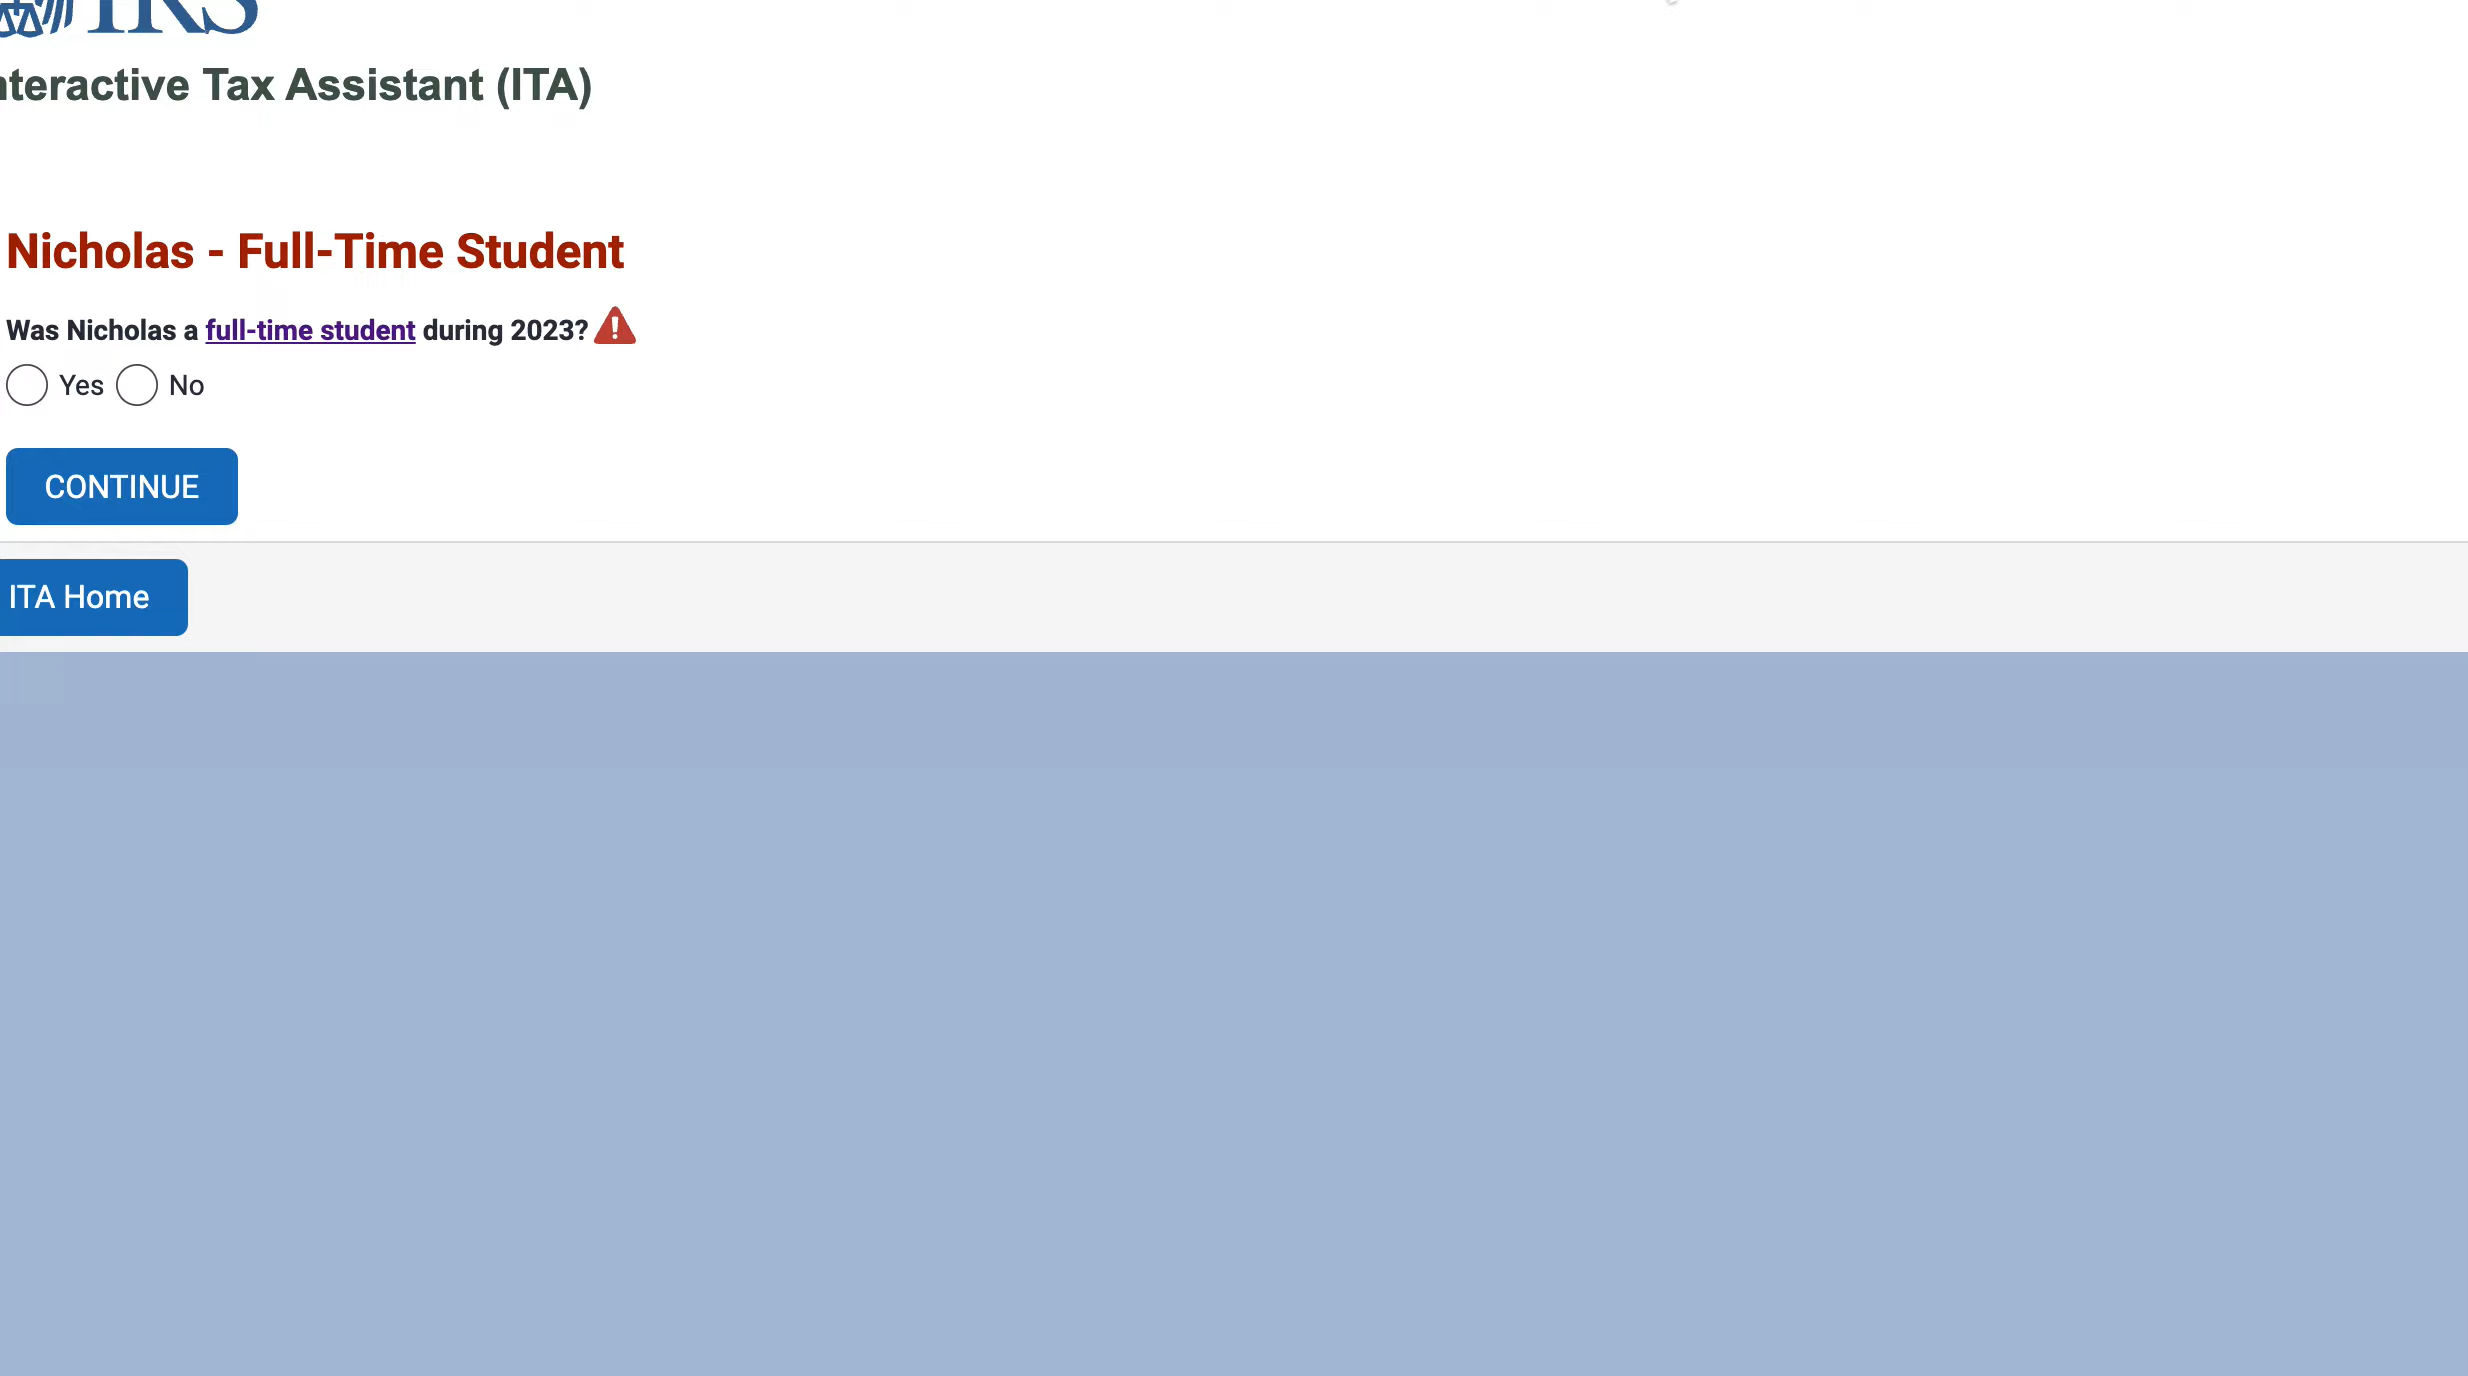 IRS
nteractive Tax Assistant (ITA)
Nicholas - Full-Time Student
Was Nicholas a full-time student during 2023?
Yes No
CONTINUE
ITA Home